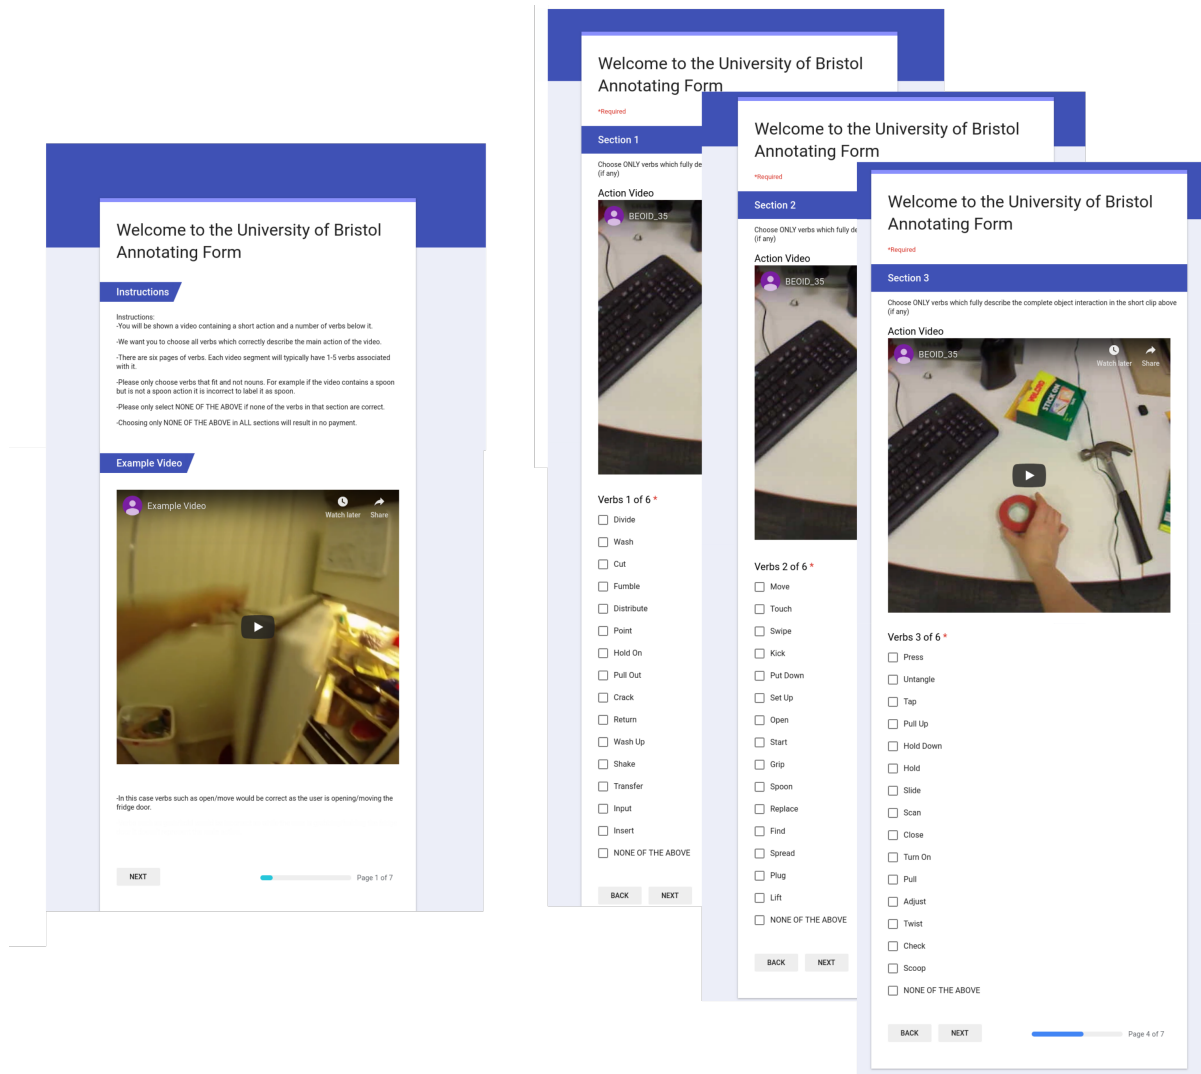 Welcome to the University of Bristol
Annotating Form
Instructions
Instructions:
-You will be shown a video containing a short action and a number of verbs below it.
-We want you to choose all verbs which correctly describe the main action of the video.
-There are six pages of verbs. Each video segment will typically have 1-5 verbs associated
with it.
-Please only choose verbs that fit and not nouns. For example if the video contains a spoon
but is not a spoon action it is incorrect to label it as spoon.
-Please only select NONE OF THE ABOVE if none of the verbs in that section are correct.
-Choosing only NONE OF THE ABOVE in ALL sections will result in no payment.
Example Video
Example Video
Watch later Share
-In this case verbs such as open/move would be correct as the user is opening/moving the
fridge door.
NEXT
Page 1 of 7
Welcome to the University of Bristol
Annotating Form
*Required
Section 1
Choose ONLY verbs which fully de
(if any)
Action Video
BEOID_35
Verbs 1 of 6 *
Divide
Wash
Cut
Fumble
Distribute
Point
Hold On
Pull Out
Crack
Return
Wash Up
Shake
Transfer
Input
Insert
NONE OF THE ABOVE
BACK NEXT
Welcome to the University of Bristol
Annotating Form
*Required
Section 2
Choose ONLY verbs which fully de
(if any)
Action Video
BEOID_35
Verbs 2 of 6 *
Move
Touch
Swipe
Kick
Put Down
Set Up
Open
Start
Grip
Spoon
Replace
Find
Spread
Plug
Lift
NONE OF THE ABOVE
BACK NEXT
Welcome to the University of Bristol
Annotating Form
*Required
Section 3
Choose ONLY verbs which fully describe the complete object interaction in the short clip above
(if any)
Action Video
BEOID_35
Watch later Share
VELCRO
STICK ON
Verbs 3 of 6 *
Press
Untangle
Tap
Pull Up
Hold Down
Hold
Slide
Scan
Close
Turn On
Pull
Adjust
Twist
Check
Scoop
NONE OF THE ABOVE
BACK NEXT
Page 4 of 7